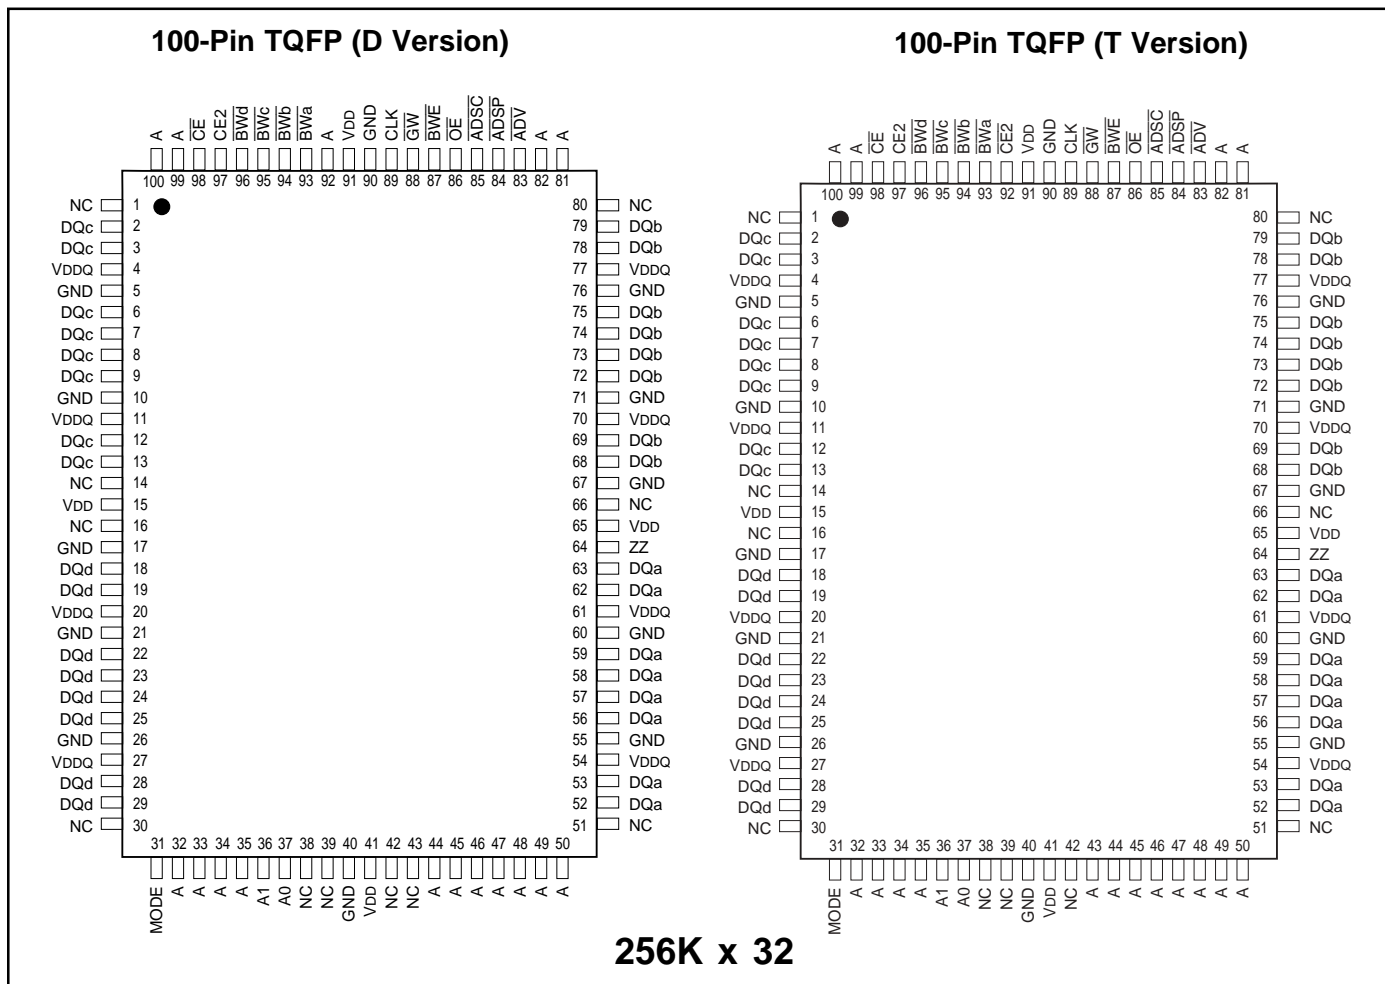 100-Pin TQFP (D Version)
A A CE CE2 BWd BWc BWb BWa A VDD GND CLK GW BWE OE ADSC ADSP ADV A A
100 99 98 97 96 95 94 93 92 91 90 89 88 87 86 85 84 83 82 81
NC 1 80 NC
DQc 2 79 DQb
DQc 3 78 DQb
VDDQ 4 77 VDDQ
GND 5 76 GND
DQc 6 75 DQb
DQc 7 74 DQb
DQc 8 73 DQb
DQc 9 72 DQb
GND 10 71 GND
VDDQ 11 70 VDDQ
DQc 12 69 DQb
DQc 13 68 DQb
NC 14 67 GND
VDD 15 66 NC
NC 16 65 VDD
GND 17 64 ZZ
DQd 18 63 DQa
DQd 19 62 DQa
VDDQ 20 61 VDDQ
GND 21 60 GND
DQd 22 59 DQa
DQd 23 58 DQa
DQd 24 57 DQa
DQd 25 56 DQa
GND 26 55 GND
VDDQ 27 54 VDDQ
DQd 28 53 DQa
DQd 29 52 DQa
NC 30 51 NC
31 32 33 34 35 36 37 38 39 40 41 42 43 44 45 46 47 48 49 50
MODE A A A A A1 A0 NC NC GND VDD NC NC A A A A A A A
100-Pin TQFP (T Version)
A A CE CE2 BWd BWc BWb BWa CE2 VDD GND CLK GW BWE OE ADSC ADSP ADV A A
100 99 98 97 96 95 94 93 92 91 90 89 88 87 86 85 84 83 82 81
NC 1 80 NC
DQc 2 79 DQb
DQc 3 78 DQb
VDDQ 4 77 VDDQ
GND 5 76 GND
DQc 6 75 DQb
DQc 7 74 DQb
DQc 8 73 DQb
DQc 9 72 DQb
GND 10 71 GND
VDDQ 11 70 VDDQ
DQc 12 69 DQb
DQc 13 68 DQb
NC 14 67 GND
VDD 15 66 NC
NC 16 65 VDD
GND 17 64 ZZ
DQd 18 63 DQa
DQd 19 62 DQa
VDDQ 20 61 VDDQ
GND 21 60 GND
DQd 22 59 DQa
DQd 23 58 DQa
DQd 24 57 DQa
DQd 25 56 DQa
GND 26 55 GND
VDDQ 27 54 VDDQ
DQd 28 53 DQa
DQd 29 52 DQa
NC 30 51 NC
31 32 33 34 35 36 37 38 39 40 41 42 43 44 45 46 47 48 49 50
MODE A A A A A1 A0 NC NC GND VDD NC A A A A A A A A
256K x 32